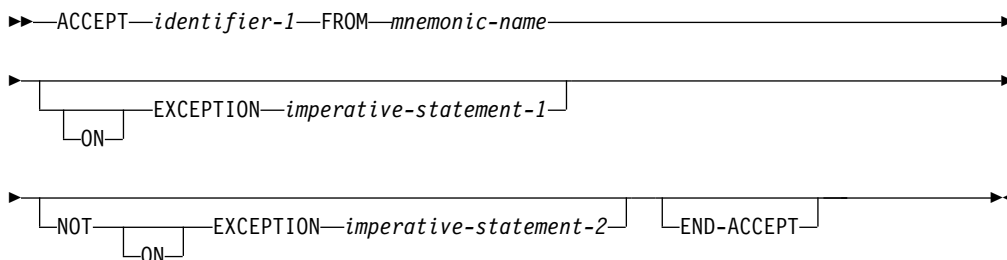 ACCEPT identifier-1 FROM mnemonic-name
EXCEPTION imperative-statement-1
ON
NOT EXCEPTION imperative-statement-2 END-ACCEPT
ON